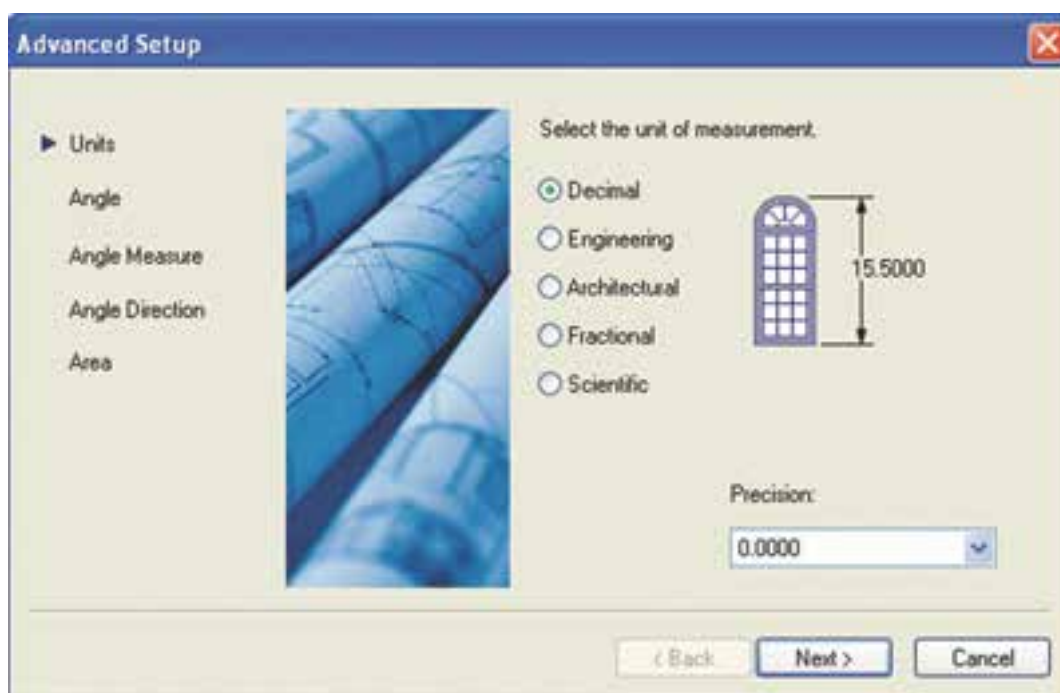 Advanced Setup
Units
Angle
Angle Measure
Angle Direction
Area
Select the unit of measurement.
Decimal
Engineering
Architectural
Fractional
Scientific
15.5000
Precision:
0.0000
< Back
Next >
Cancel